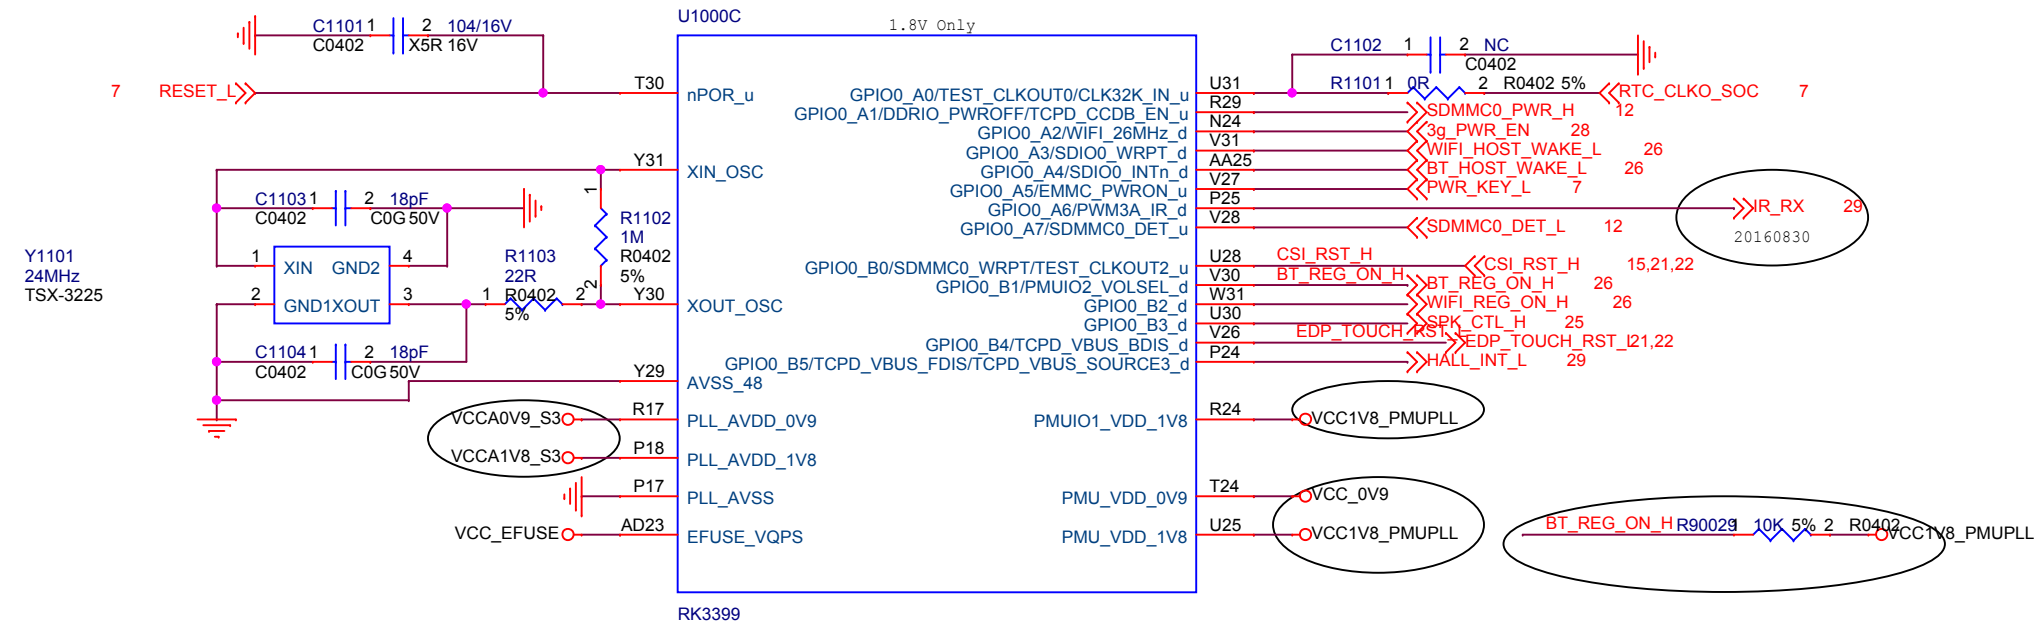 U1000C
1.8V Only
C1101 1 2 104/16V
C0402 X5R 16V
7 RESET_L
T30 nPOR_u
Y31 XIN_OSC
C1103 1 2 18pF
C0402 C0G 50V
1
R1102
1M
R0402
5%
2
Y1101
24MHz
TSX-3225
1 XIN GND2 4
2 GND1 XOUT 3
R1103
22R
1 R0402 2
5%
Y30 XOUT_OSC
C1104 1 2 18pF
C0402 C0G 50V
Y29 AVSS_48
VCCA0V9_S3 R17 PLL_AVDD_0V9
VCCA1V8_S3 P18 PLL_AVDD_1V8
P17 PLL_AVSS
VCC_EFUSE AD23 EFUSE_VQPS
RK3399
C1102 1 2 NC
C0402
R1101 1 0R 2 R0402 5%
GPIO0_A0/TEST_CLKOUT0/CLK32K_IN_u U31 RTC_CLKO_SOC 7
GPIO0_A1/DDRIO_PWROFF/TCPD_CCDB_EN_u R29 SDMMC0_PWR_H 12
GPIO0_A2/WIFI_26MHz_d N24 3g_PWR_EN 28
GPIO0_A3/SDIO0_WRPT_d V31 WIFI_HOST_WAKE_L 26
GPIO0_A4/SDIO0_INTn_d AA25 BT_HOST_WAKE_L 26
GPIO0_A5/EMMC_PWRON_u V27 PWR_KEY_L 7
GPIO0_A6/PWM3A_IR_d P25 IR_RX 29
20160830
GPIO0_A7/SDMMC0_DET_u V28 SDMMC0_DET_L 12
GPIO0_B0/SDMMC0_WRPT/TEST_CLKOUT2_u U28 CSI_RST_H CSI_RST_H 15,21,22
GPIO0_B1/PMUIO2_VOLSEL_d V30 BT_REG_ON_H BT_REG_ON_H 26
GPIO0_B2_d W31 WIFI_REG_ON_H 26
GPIO0_B3_d U30 SPK_CTL_H 25
GPIO0_B4/TCPD_VBUS_BDIS_d V26 EDP_TOUCH_RST_L EDP_TOUCH_RST_L 21,22
GPIO0_B5/TCPD_VBUS_FDIS/TCPD_VBUS_SOURCE3_d P24 HALL_INT_L 29
PMUIO1_VDD_1V8 R24 VCC1V8_PMUPLL
PMU_VDD_0V9 T24 VCC_0V9
PMU_VDD_1V8 U25 VCC1V8_PMUPLL
BT_REG_ON_H R90029 1 10K 5% 2 R0402 VCC1V8_PMUPLL